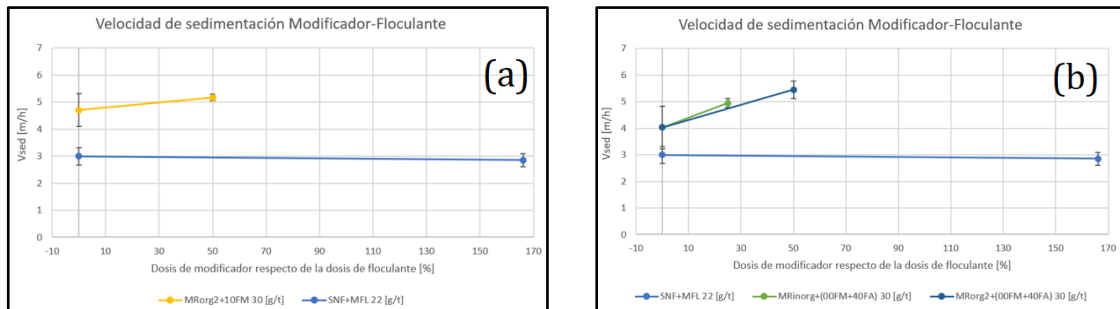 Velocidad de sedimentación Modificador-Floculante
(a)
7
6
5
4
3
2
1
0
Vsed [m/h]
-10 10 30 50 70 90 110 130 150 170
Dosis de modificador respecto de la dosis de floculante [%]
MRorg2+10FM 30 [g/t] SNF+MFL 22 [g/t]
Velocidad de sedimentación Modificador-Floculante
(b)
7
6
5
4
3
2
1
0
Vsed [m/h]
-10 10 30 50 70 90 110 130 150 170
Dosis de modificador respecto de la dosis de floculante [%]
SNF+MFL 22 [g/t] MRinorg+(00FM+40FA) 30 [g/t] MRorg2+(00FM+40FA) 30 [g/t]